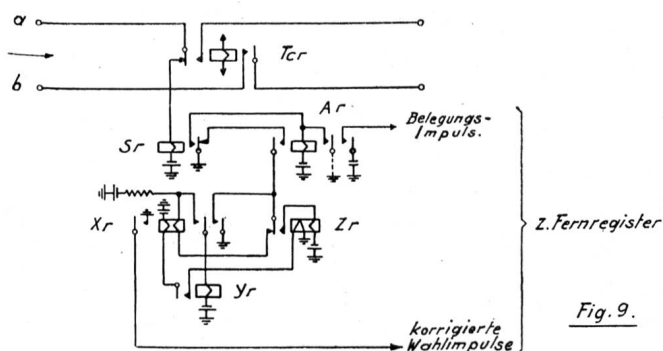 a
Tcr
b
Ar
Belegungs-
Impuls.
Sr
Xr
Zr
z. Fernregister
Yr
Fig. 9.
korrigierte
Wahlimpulse